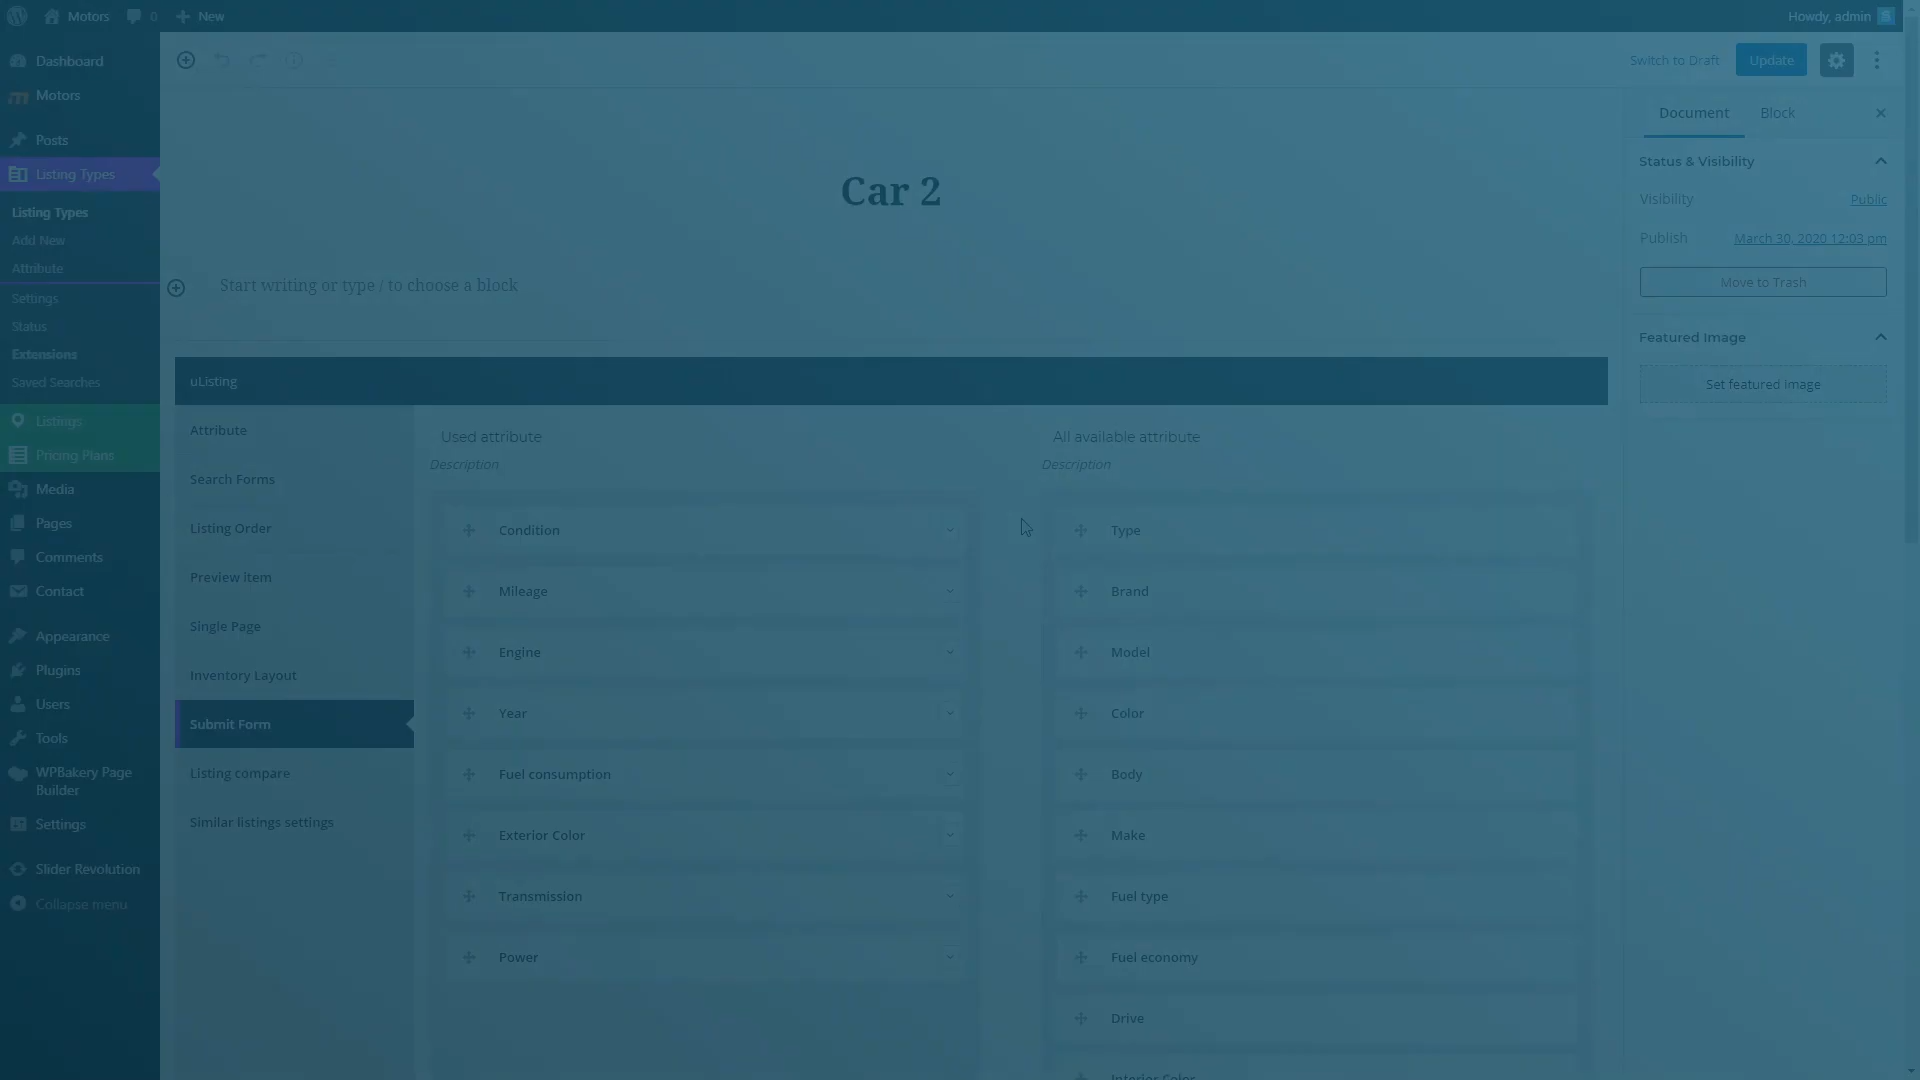 Motors
0
New
Howdy, admin
Dashboard
Motors
Posts
Listing Types
Listing Types
Add New
Attribute
Settings
Status
Extensions
Saved Searches
Listings
Pricing Plans
Media
Pages
Comments
Contact
Appearance
Plugins
Users
Tools
WPBakery Page
Builder
Settings
Slider Revolution
Collapse menu
Switch to Draft
Update
Car 2
Start writing or type / to choose a block
uListing
Attribute
Search Forms
Listing Order
Preview item
Single Page
Inventory Layout
Submit Form
Listing compare
Similar listings settings
Used attribute
Description
Condition
Mileage
Engine
Year
Fuel consumption
Exterior Color
Transmission
Power
All available attribute
Description
Type
Brand
Model
Color
Body
Make
Fuel type
Fuel economy
Drive
Interior Color
Document
Block
Status & Visibility
Visibility
Public
Publish
March 30, 2020 12:03 pm
Move to Trash
Featured Image
Set featured image